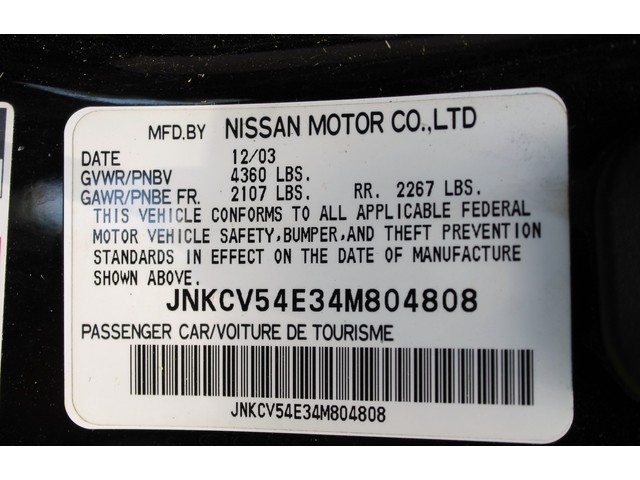 MFD.BY NISSAN MOTOR CO.,LTD
DATE 12/03
GVWR/PNBV 4360 LBS.
GAWR/PNBE FR. 2107 LBS. RR. 2267 LBS.
THIS VEHICLE CONFORMS TO ALL APPLICABLE FEDERAL
MOTOR VEHICLE SAFETY,BUMPER,AND THEFT PREVENTION
STANDARDS IN EFFECT ON THE DATE OF MANUFACTURE
SHOWN ABOVE.
JNKCV54E34M804808
PASSENGER CAR/VOITURE DE TOURISME
JNKCV54E34M804808